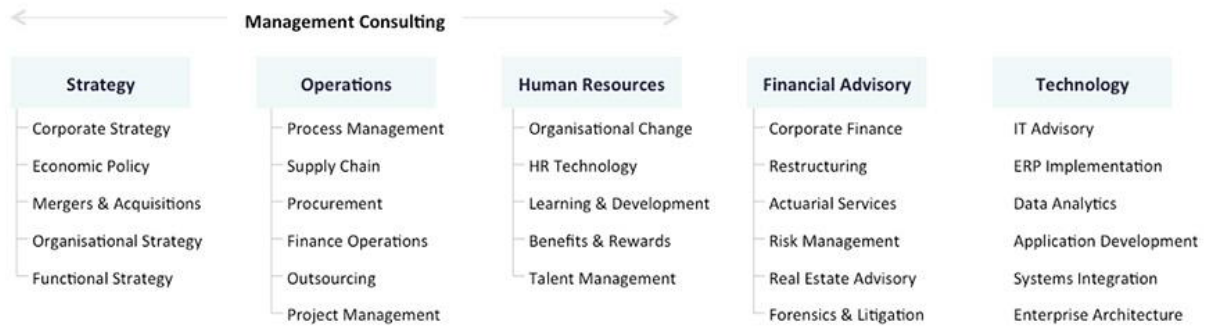 Management Consulting
Strategy
Corporate Strategy
Economic Policy
Mergers & Acquisitions
Organisational Strategy
Functional Strategy
Operations
Process Management
Supply Chain
Procurement
Finance Operations
Outsourcing
Project Management
Human Resources
Organisational Change
HR Technology
Learning & Development
Benefits & Rewards
Talent Management
Financial Advisory
Corporate Finance
Restructuring
Actuarial Services
Risk Management
Real Estate Advisory
Forensics & Litigation
Technology
IT Advisory
ERP Implementation
Data Analytics
Application Development
Systems Integration
Enterprise Architecture